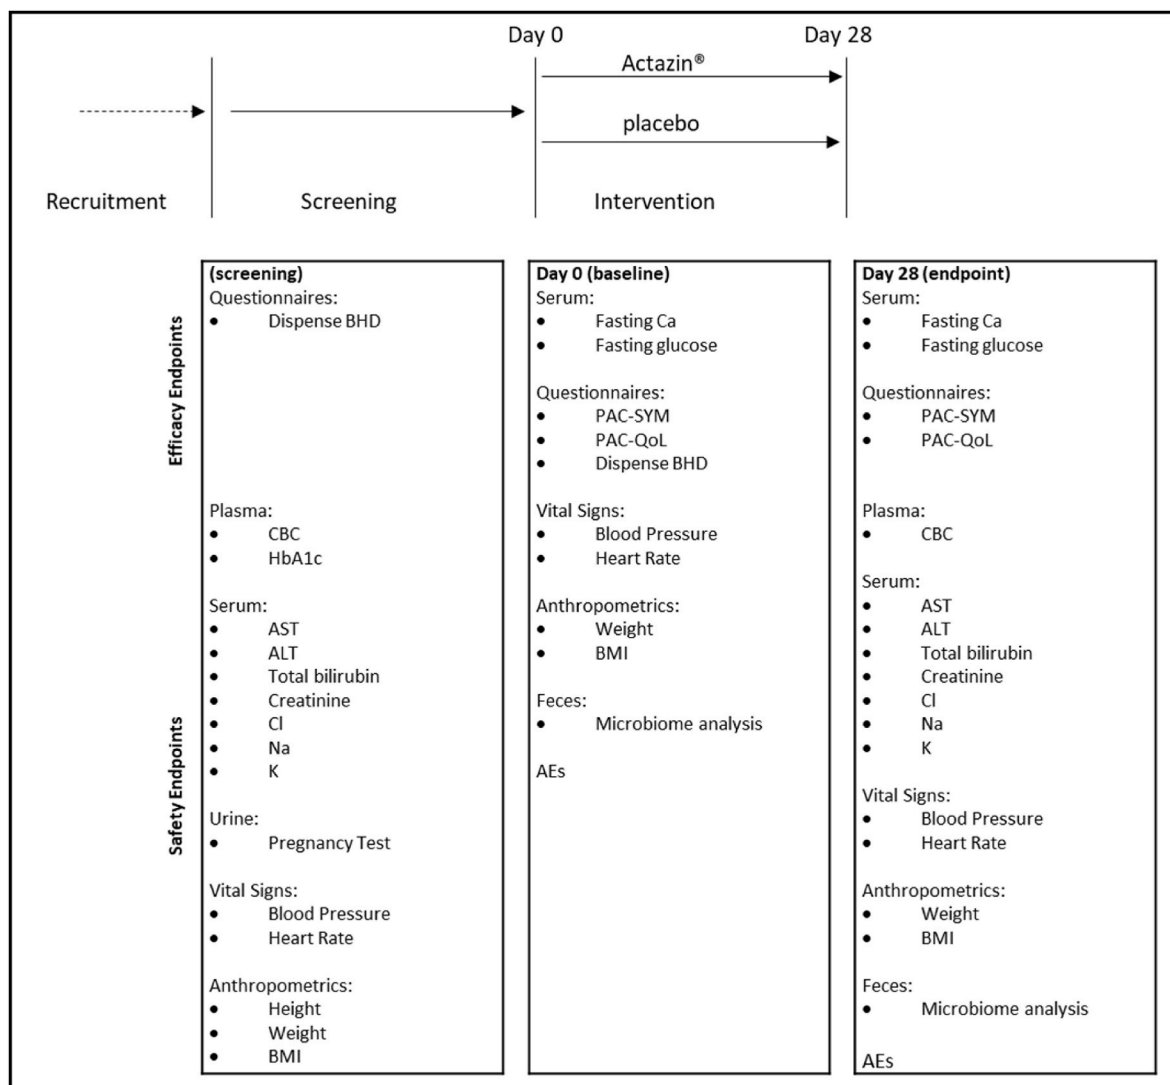 Day 0
Day 28
Actazin®
placebo
Recruitment
Screening
Intervention
Efficacy Endpoints
Safety Endpoints
(screening)
Questionnaires:
• Dispense BHD
Plasma:
• CBC
• HbA1c
Serum:
• AST
• ALT
• Total bilirubin
• Creatinine
• Cl
• Na
• K
Urine:
• Pregnancy Test
Vital Signs:
• Blood Pressure
• Heart Rate
Anthropometrics:
• Height
• Weight
• BMI
Day 0 (baseline)
Serum:
• Fasting Ca
• Fasting glucose
Questionnaires:
• PAC-SYM
• PAC-QoL
• Dispense BHD
Vital Signs:
• Blood Pressure
• Heart Rate
Anthropometrics:
• Weight
• BMI
Feces:
• Microbiome analysis
AEs
Day 28 (endpoint)
Serum:
• Fasting Ca
• Fasting glucose
Questionnaires:
• PAC-SYM
• PAC-QoL
Plasma:
• CBC
Serum:
• AST
• ALT
• Total bilirubin
• Creatinine
• Cl
• Na
• K
Vital Signs:
• Blood Pressure
• Heart Rate
Anthropometrics:
• Weight
• BMI
Feces:
• Microbiome analysis
AEs